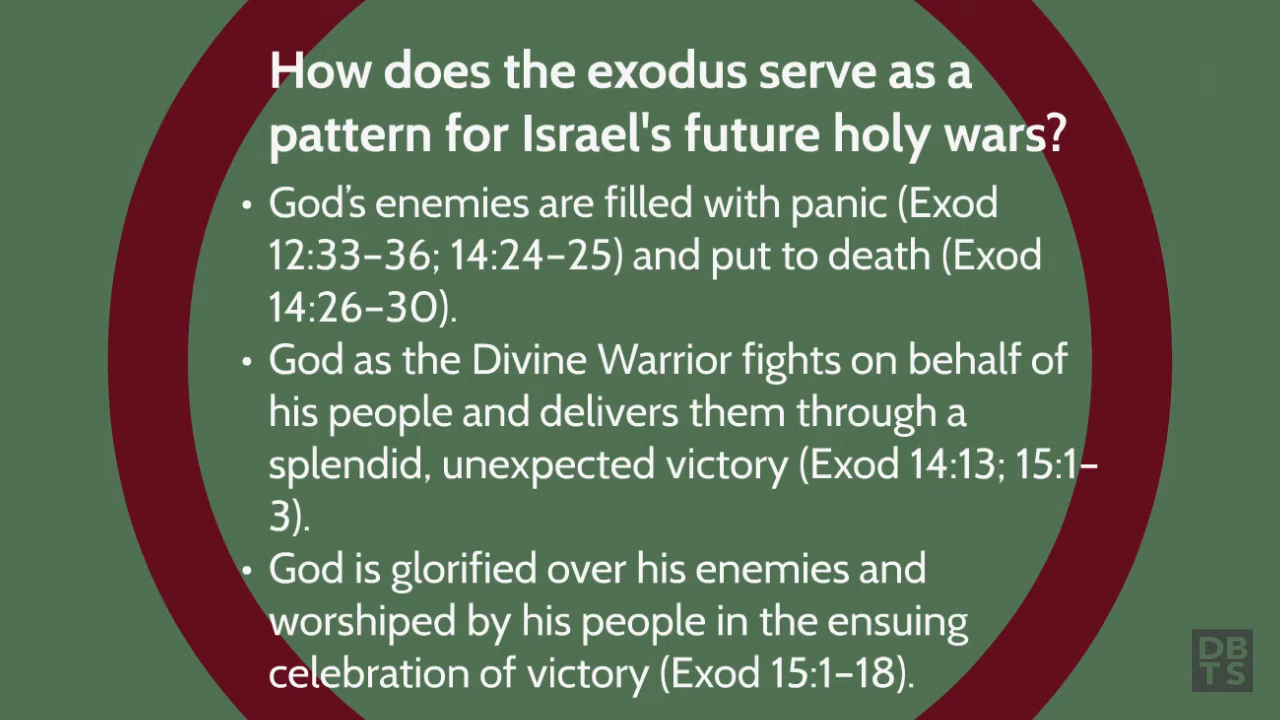 How does the exodus serve as a
pattern for Israel's future holy wars?
• God’s enemies are filled with panic (Exod
12:33–36; 14:24–25) and put to death (Exod
14:26–30).
• God as the Divine Warrior fights on behalf of
his people and delivers them through a
splendid, unexpected victory (Exod 14:13; 15:1–
3).
• God is glorified over his enemies and
worshiped by his people in the ensuing
celebration of victory (Exod 15:1–18).
DB
TS